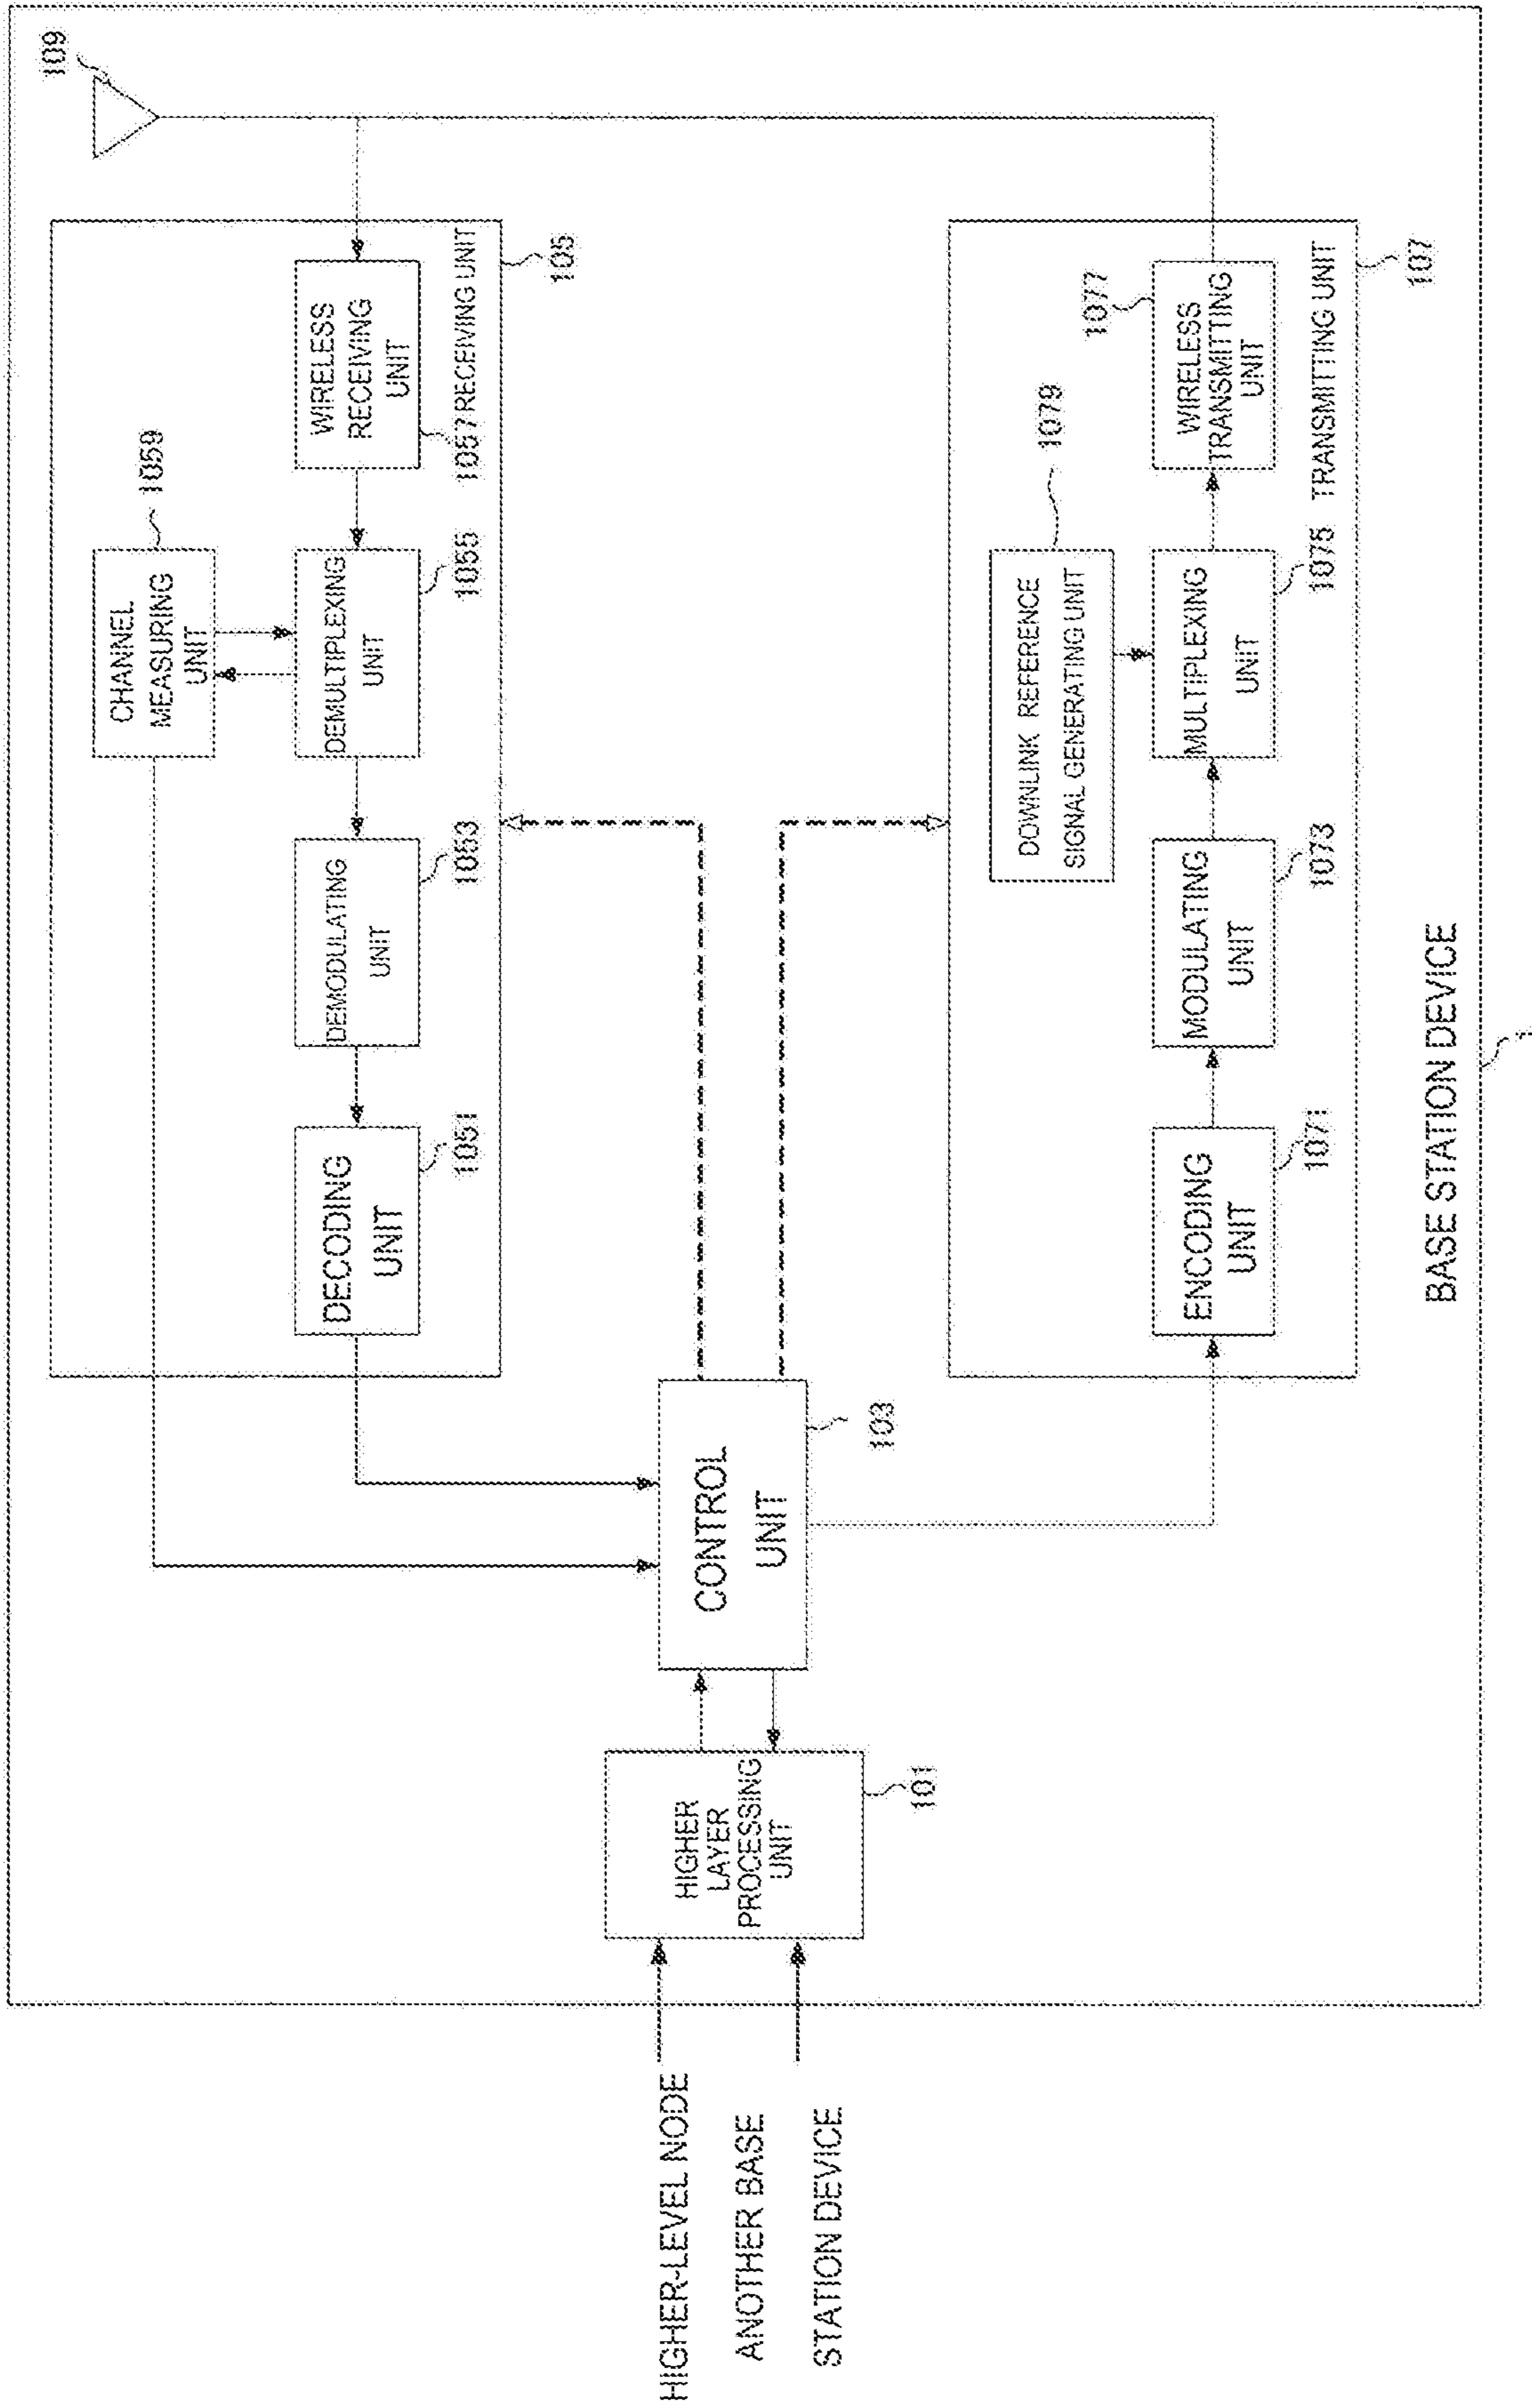 109
CHANNEL
MEASURING
UNIT
1059
DECODING
UNIT
1051
DEMODULATING
UNIT
1053
DEMULTIPLEXING
UNIT
1055
WIRELESS
RECEIVING
UNIT
1057
RECEIVING UNIT
105
HIGHER-LEVEL NODE
ANOTHER BASE
STATION DEVICE
HIGHER
LAYER
PROCESSING
UNIT
101
CONTROL
UNIT
103
DOWNLINK REFERENCE
SIGNAL GENERATING UNIT
1079
ENCODING
UNIT
1071
MODULATING
UNIT
1073
MULTIPLEXING
UNIT
1075
WIRELESS
TRANSMITTING
UNIT
1077
TRANSMITTING UNIT
107
BASE STATION DEVICE
1